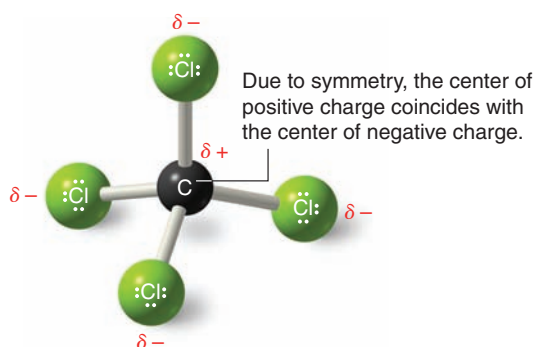 δ −
:Cl:
Due to symmetry, the center of
positive charge coincides with
the center of negative charge.
δ +
C
δ − :Cl
:Cl: δ −
:Cl:
δ −